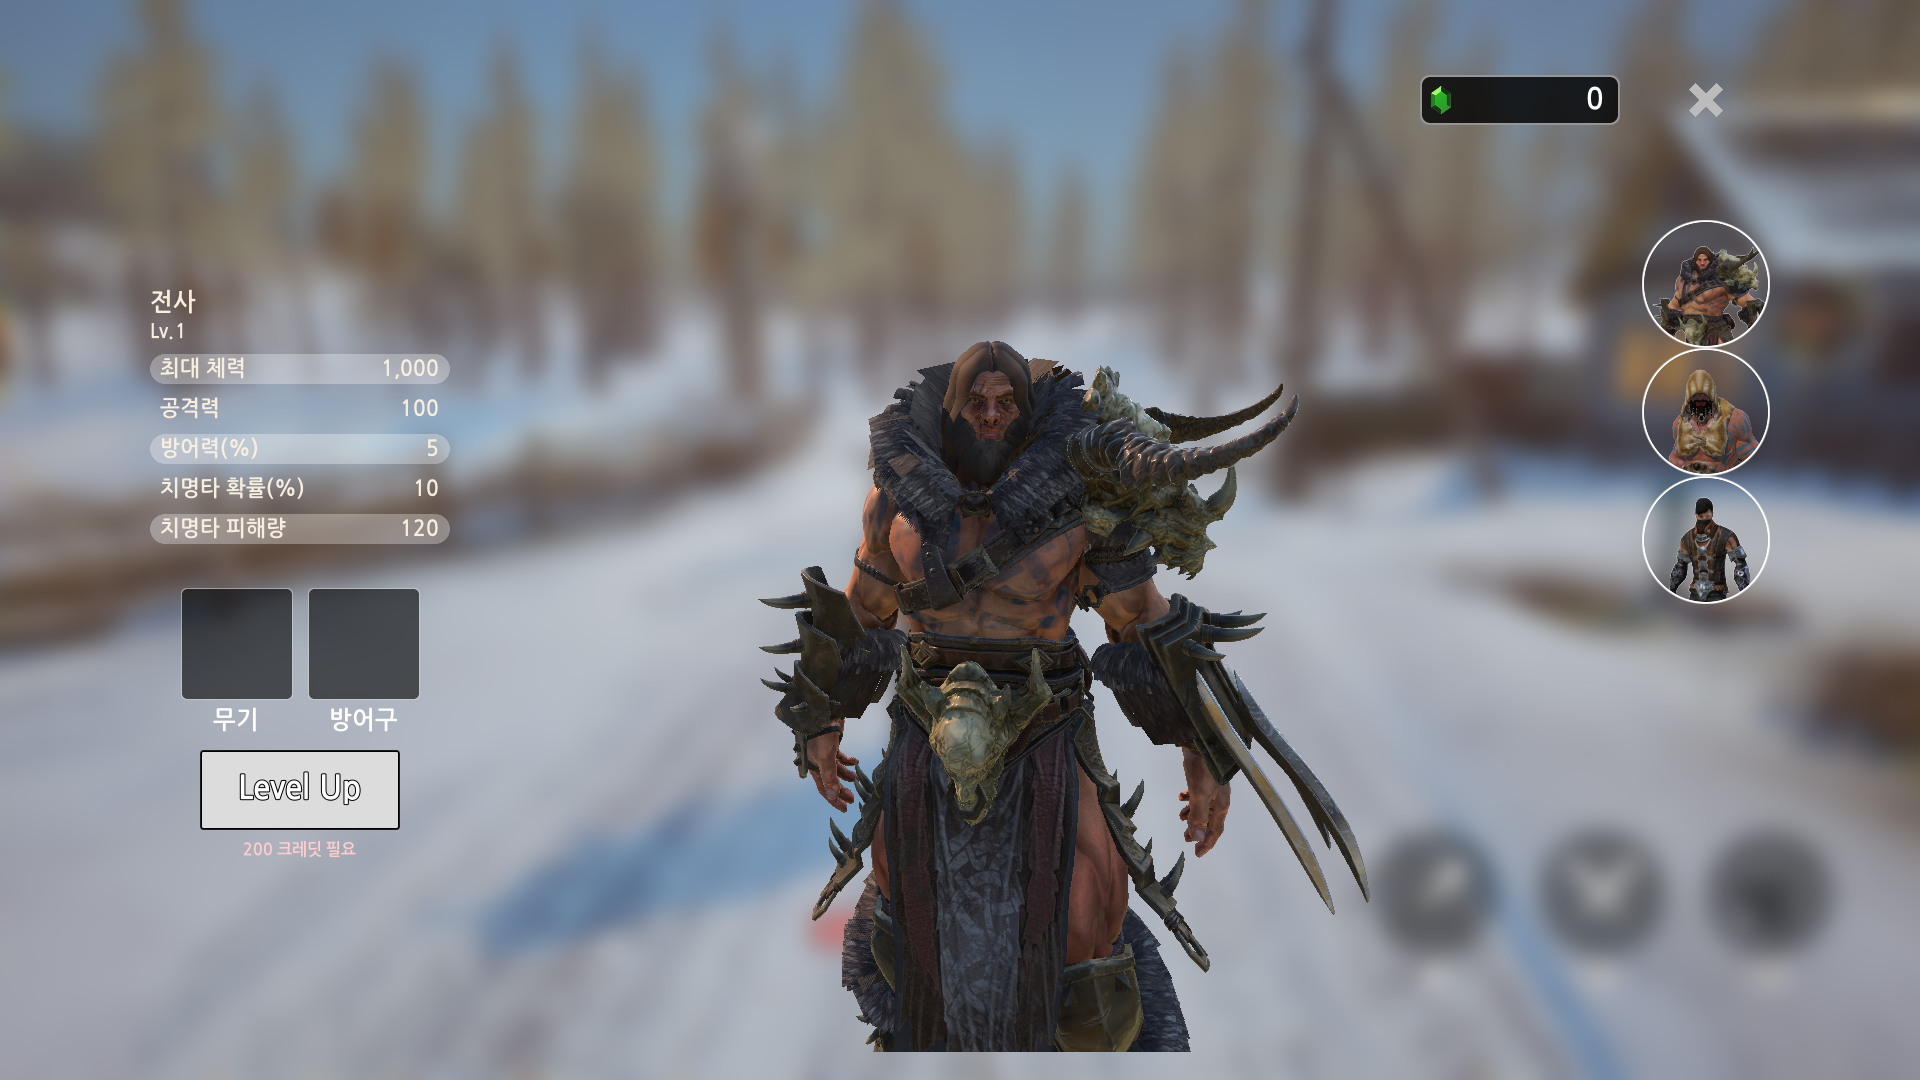 0
전사
Lv.1
최대 체력 1,000
공격력 100
방어력(%) 5
치명타 확률(%) 10
치명타 피해량 120
무기 방어구
Level Up
200 크레딧 필요